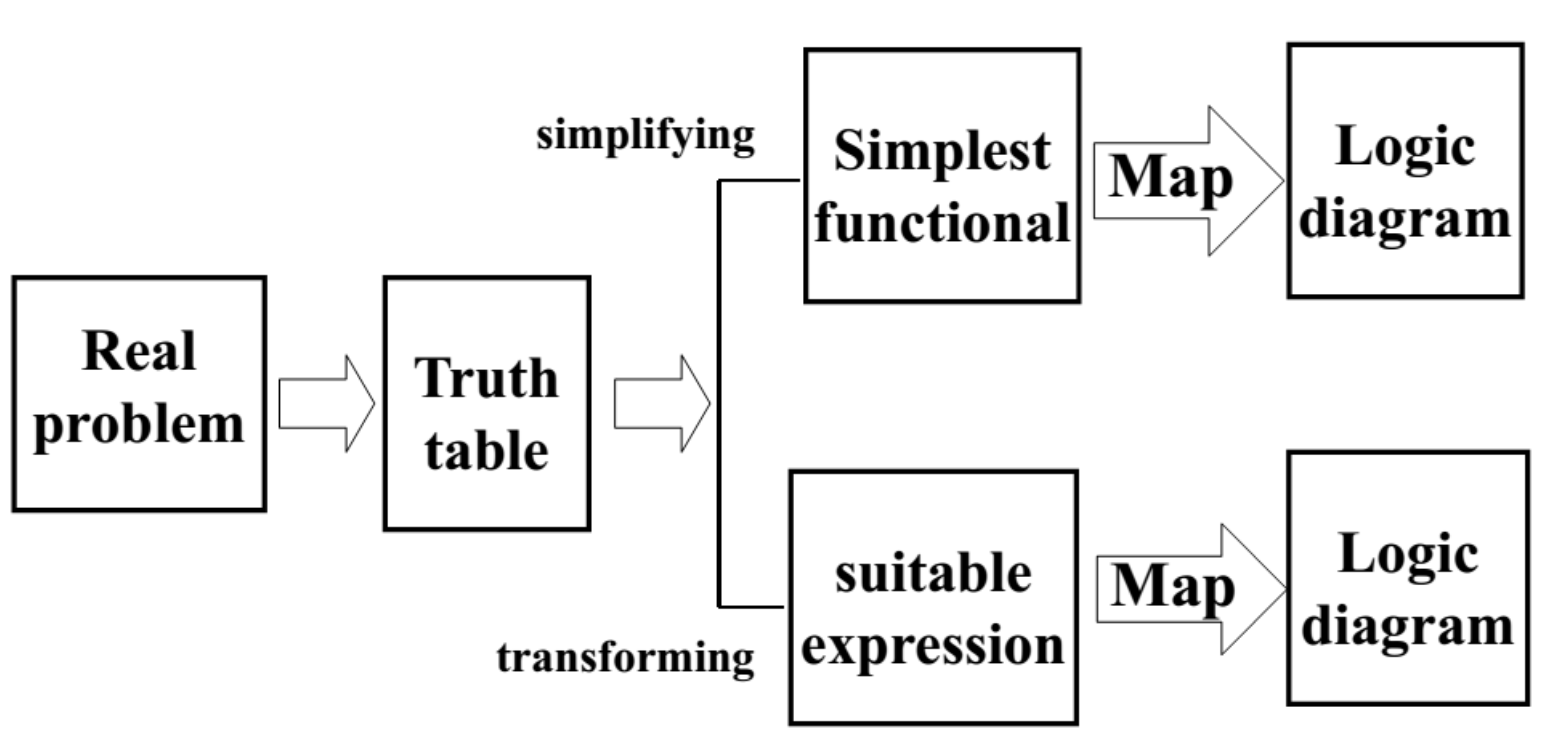 Real
problem
Truth
table
simplifying
Simplest
functional
Map
Logic
diagram
transforming
suitable
expression
Map
Logic
diagram